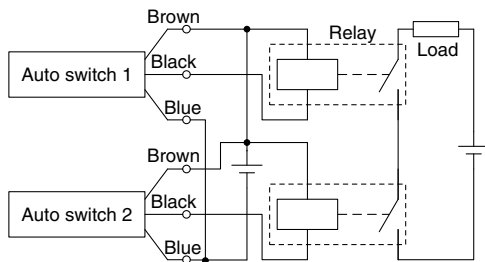 Brown
Relay
Load
Auto switch 1
Black
Blue
Brown
Auto switch 2
Black
Blue